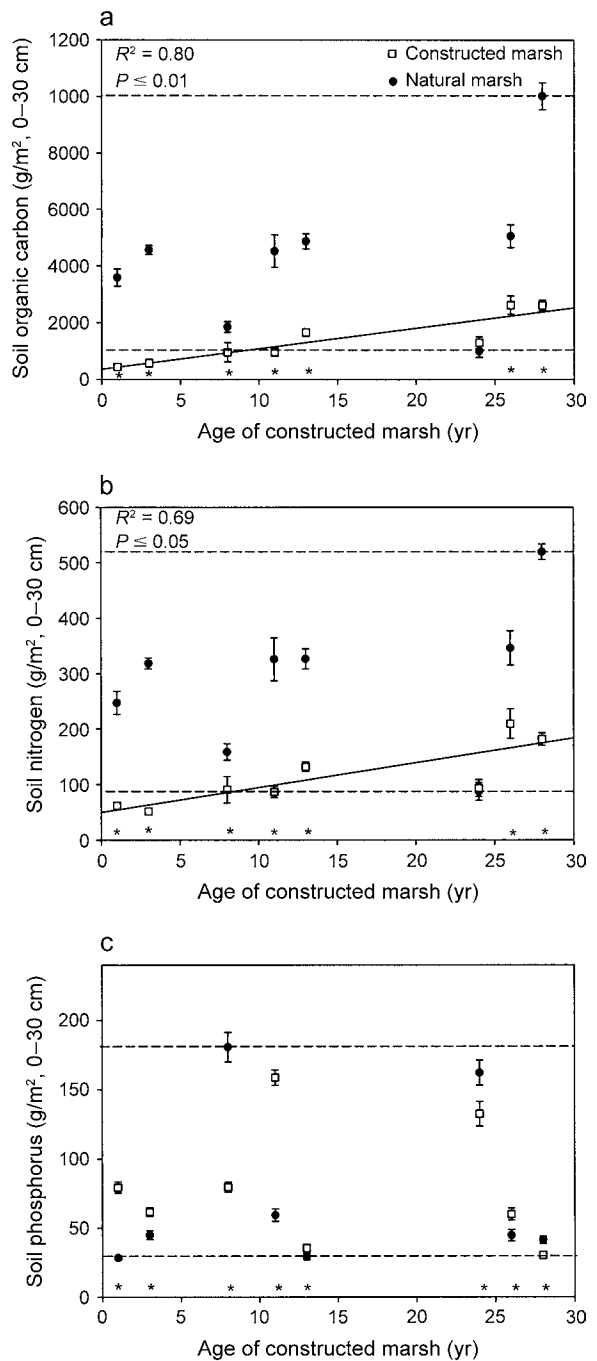 a
1200
R² = 0.80
Constructed marsh
P ≤ 0.01
Natural marsh
1000
8000
6000
4000
2000
0
Soil organic carbon (g/m², 0–30 cm)
* * * * * * *
0 5 10 15 20 25 30
Age of constructed marsh (yr)
b
600
R² = 0.69
P ≤ 0.05
500
400
300
200
100
0
Soil nitrogen (g/m², 0–30 cm)
* * * * * * *
0 5 10 15 20 25 30
Age of constructed marsh (yr)
c
200
150
100
50
0
Soil phosphorus (g/m², 0–30 cm)
* * * * * * * *
0 5 10 15 20 25 30
Age of constructed marsh (yr)